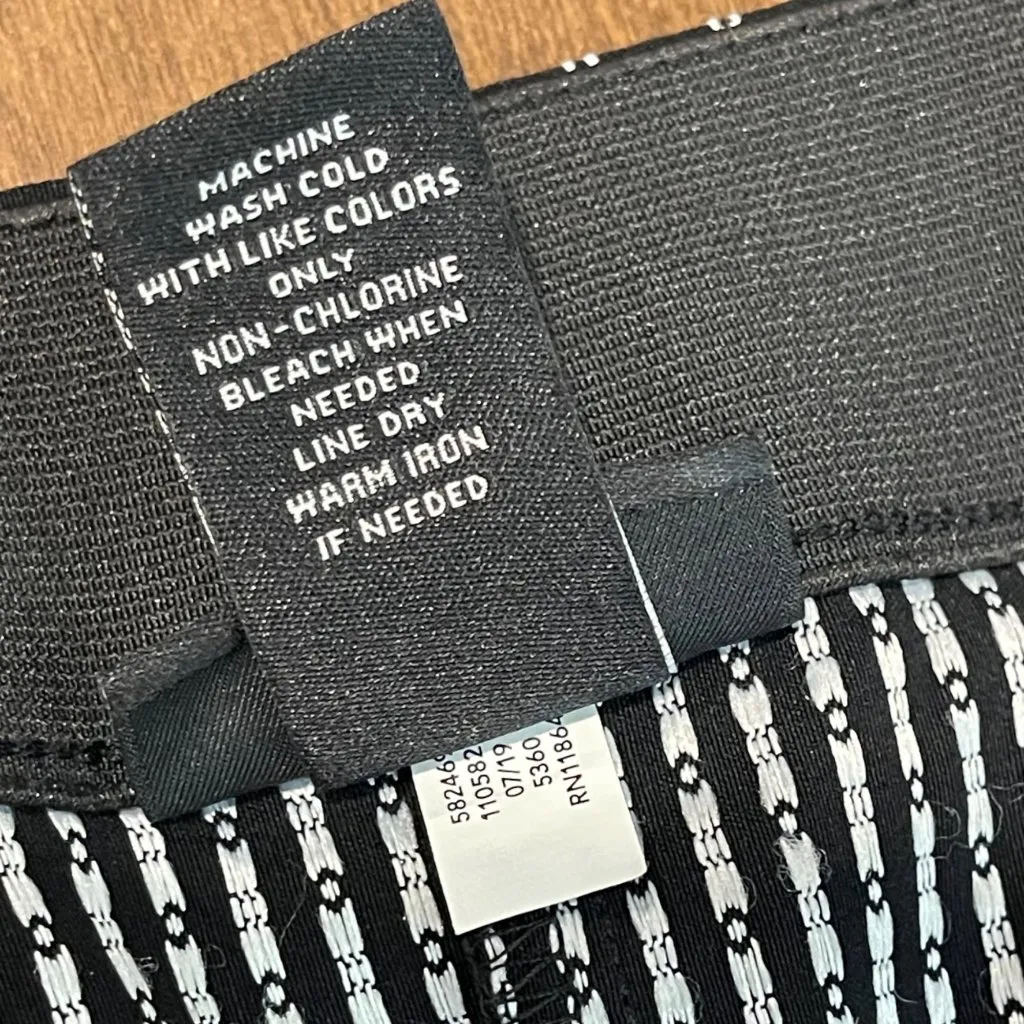 MACHINE
WASH COLD
WITH LIKE COLORS
ONLY
NON-CHLORINE
BLEACH WHEN
NEEDED
LINE DRY
WARM IRON
IF NEEDED
110582
07/19
5360